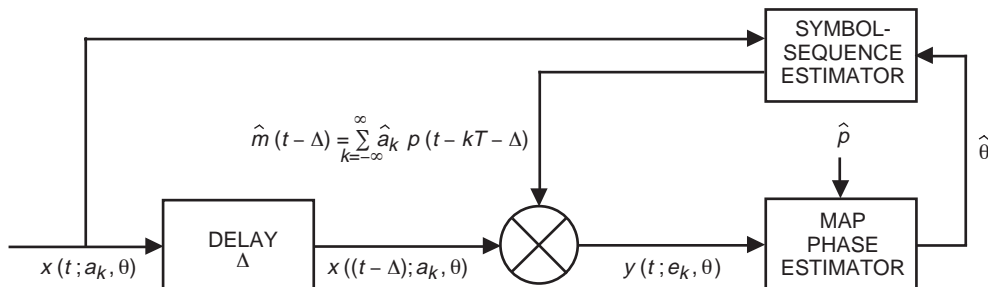 SYMBOL-
SEQUENCE
ESTIMATOR
m̂ (t – Δ) = ∑_{k=–∞}^{∞} â_k p (t – kT – Δ)
p̂
θ̂
DELAY
Δ
MAP
PHASE
ESTIMATOR
x (t ; a_k, θ)
x ((t – Δ); a_k, θ)
y (t ; e_k, θ)